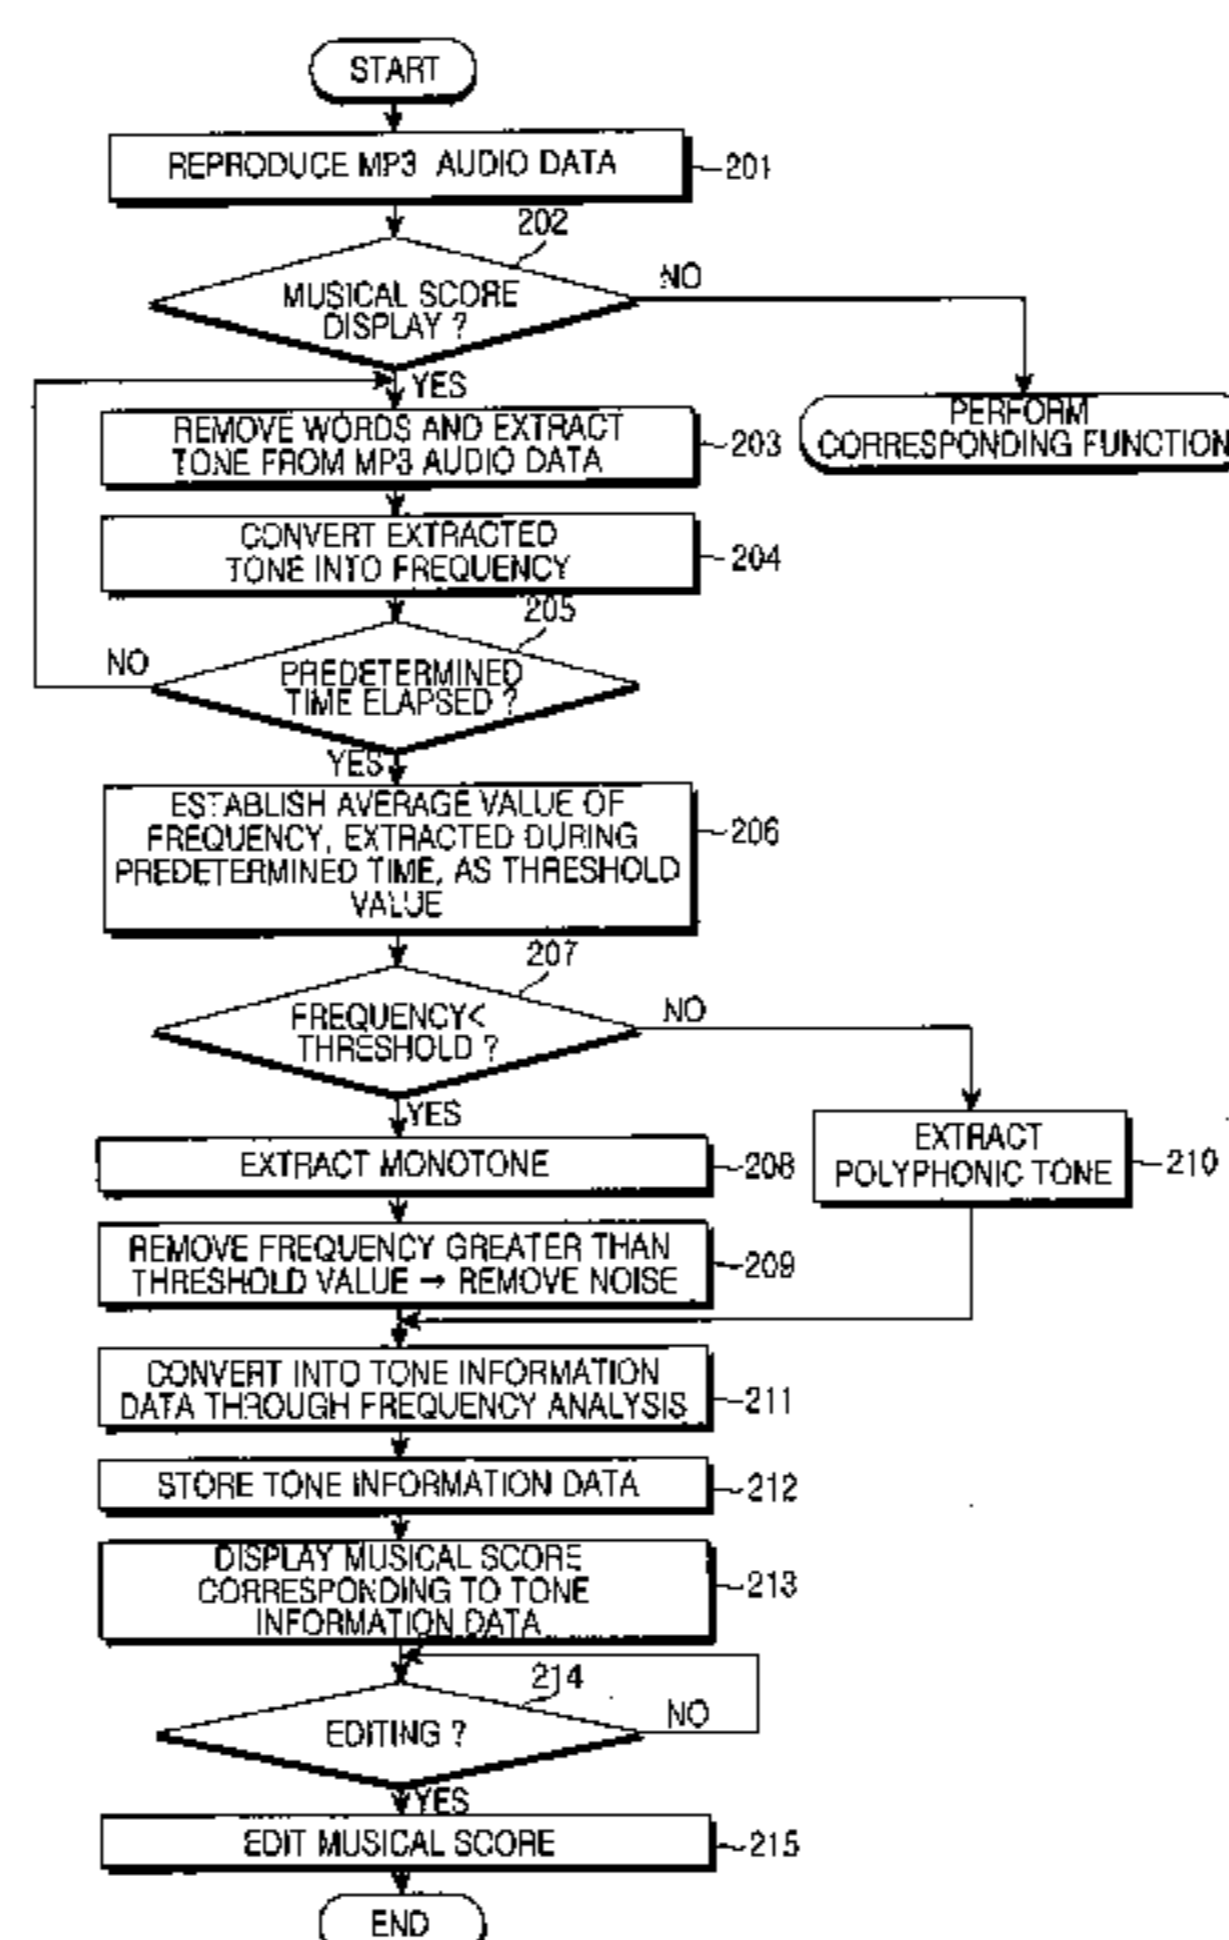 START
REPRODUCE MP3 AUDIO DATA
201
202
MUSICAL SCORE
DISPLAY ?
NO
YES
PERFORM
CORRESPONDING FUNCTION
REMOVE WORDS AND EXTRACT
TONE FROM MP3 AUDIO DATA
203
CONVERT EXTRACTED
TONE INTO FREQUENCY
204
205
PREDETERMINED
TIME ELAPSED ?
NO
YES
ESTABLISH AVERAGE VALUE OF
FREQUENCY, EXTRACTED DURING
PREDETERMINED TIME, AS THRESHOLD
VALUE
206
207
FREQUENCY<
THRESHOLD ?
NO
YES
EXTRACT MONOTONE
208
EXTRACT
POLYPHONIC TONE
210
REMOVE FREQUENCY GREATER THAN
THRESHOLD VALUE → REMOVE NOISE
209
CONVERT INTO TONE INFORMATION
DATA THROUGH FREQUENCY ANALYSIS
211
STORE TONE INFORMATION DATA
212
DISPLAY MUSICAL SCORE
CORRESPONDING TO TONE
INFORMATION DATA
213
214
EDITING ?
NO
YES
EDIT MUSICAL SCORE
215
END